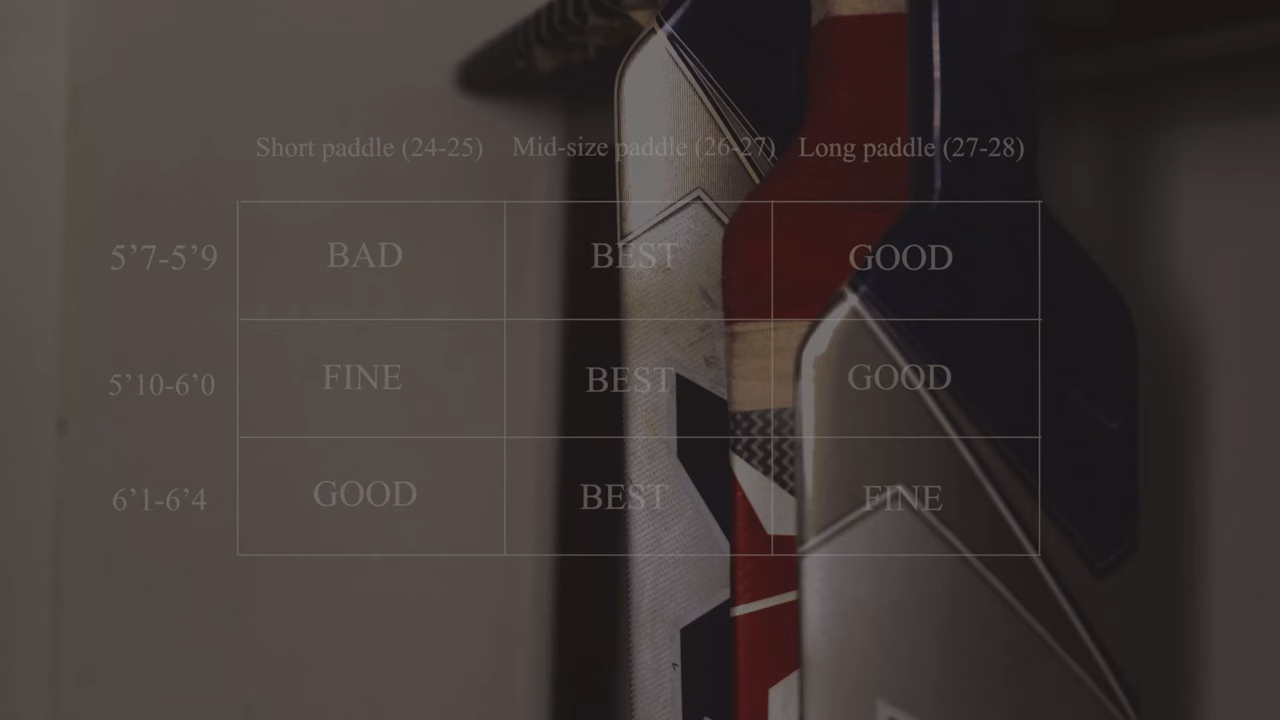 Short paddle (24-25) Mid-size paddle (26-27) Long paddle (27-28)
5’7-5’9 BAD BEST GOOD
5’10-6’0 FINE BEST GOOD
6’1-6’4 GOOD BEST FINE